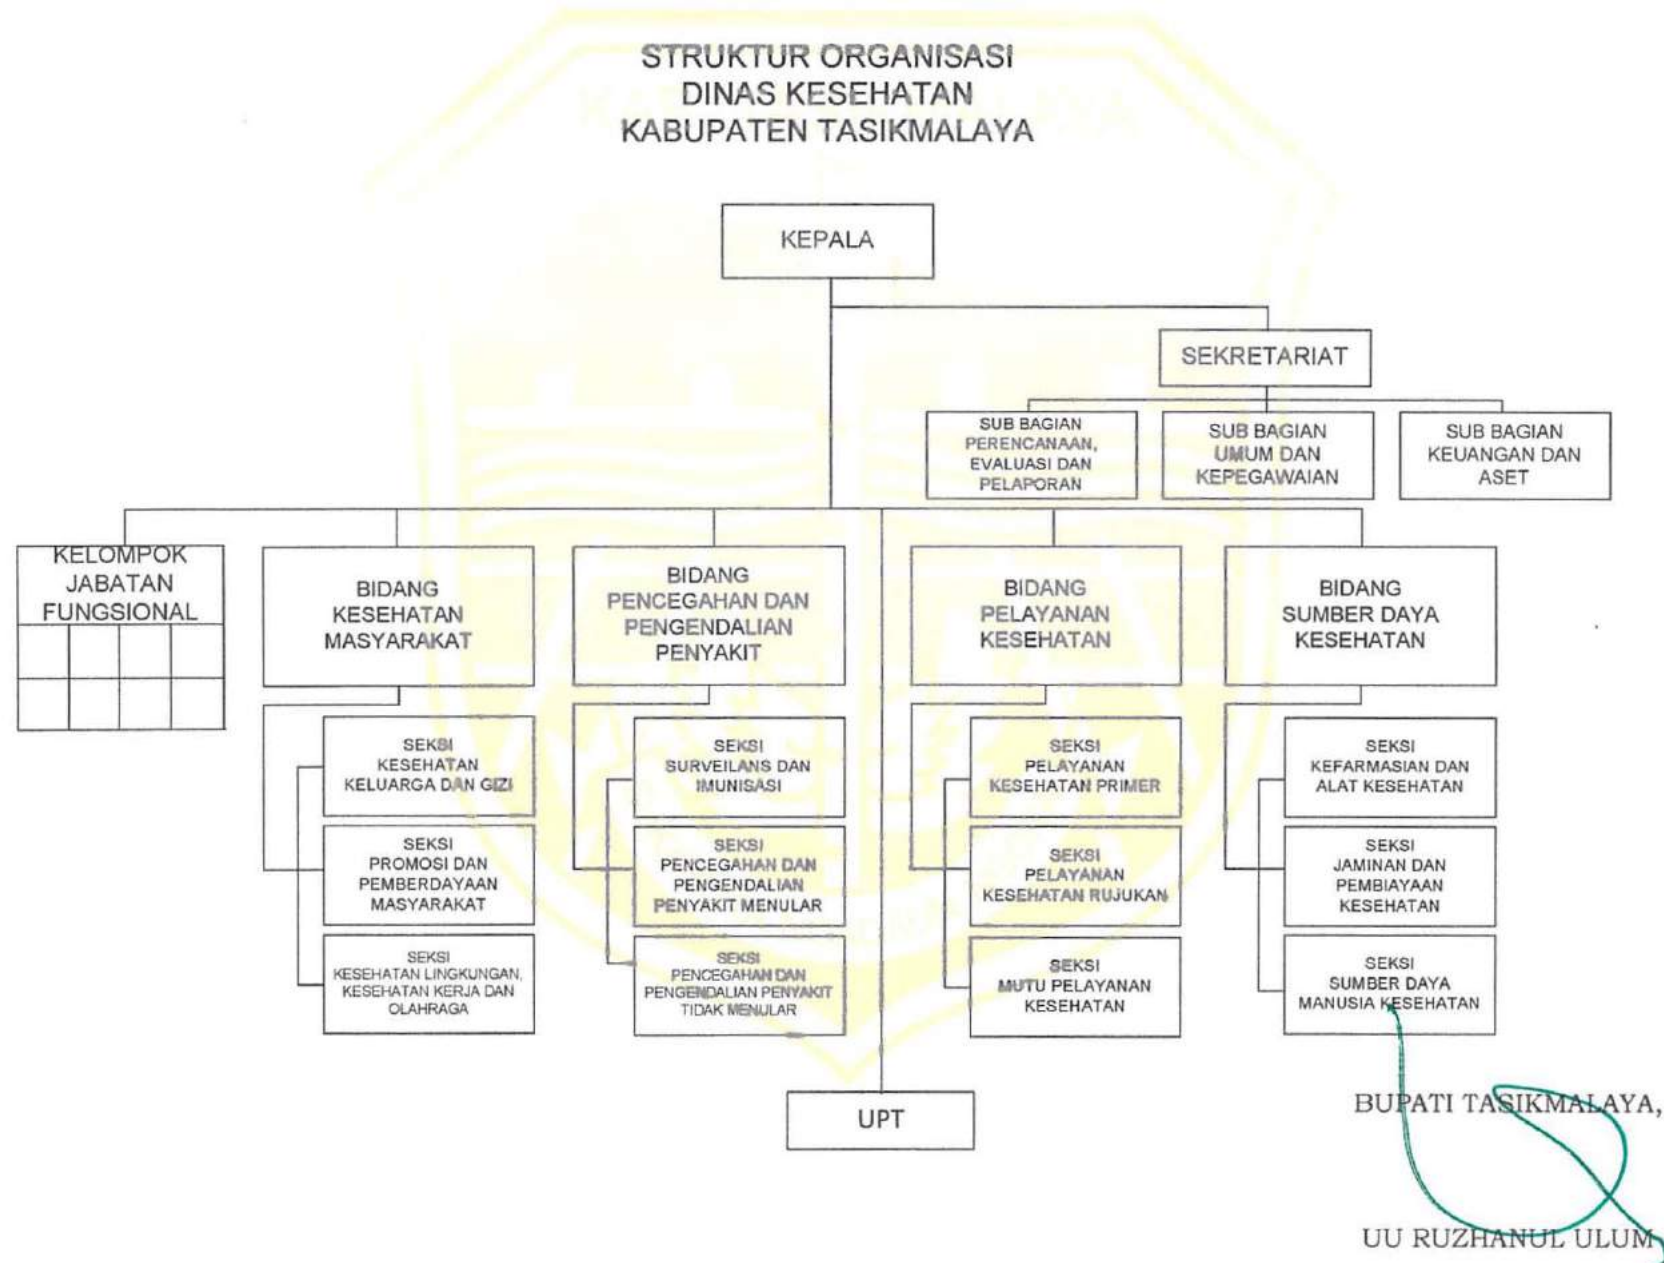 STRUKTUR ORGANISASI
DINAS KESEHATAN
KABUPATEN TASIKMALAYA
KEPALA
SEKRETARIAT
SUB BAGIAN
PERENCANAAN,
EVALUASI DAN
PELAPORAN
SUB BAGIAN
UMUM DAN
KEPEGAWAIAN
SUB BAGIAN
KEUANGAN DAN
ASET
KELOMPOK
JABATAN
FUNGSIONAL
BIDANG
KESEHATAN
MASYARAKAT
BIDANG
PENCEGAHAN DAN
PENGENDALIAN
PENYAKIT
BIDANG
PELAYANAN
KESEHATAN
BIDANG
SUMBER DAYA
KESEHATAN
SEKSI
KESEHATAN
KELUARGA DAN GIZI
SEKSI
PROMOSI DAN
PEMBERDAYAAN
MASYARAKAT
SEKSI
KESEHATAN LINGKUNGAN,
KESEHATAN KERJA DAN
OLAHRAGA
SEKSI
SURVEILANS DAN
IMUNISASI
SEKSI
PENCEGAHAN DAN
PENGENDALIAN
PENYAKIT MENULAR
SEKSI
PENCEGAHAN DAN
PENGENDALIAN PENYAKIT
TIDAK MENULAR
SEKSI
PELAYANAN
KESEHATAN PRIMER
SEKSI
PELAYANAN
KESEHATAN RUJUKAN
SEKSI
MUTU PELAYANAN
KESEHATAN
SEKSI
KEFARMASIAN DAN
ALAT KESEHATAN
SEKSI
JAMINAN DAN
PEMBIAYAAN
KESEHATAN
SEKSI
SUMBER DAYA
MANUSIA KESEHATAN
UPT
BUPATI TASIKMALAYA,
UU RUZHANUL ULUM